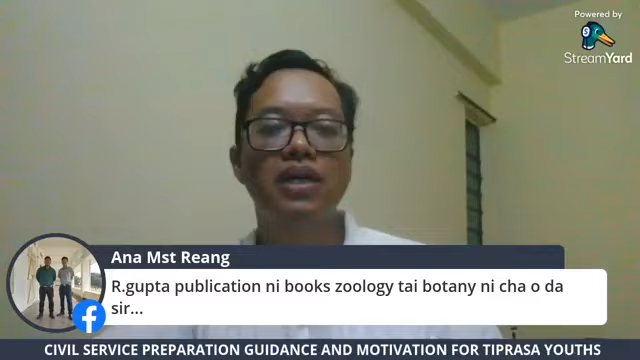 Powered by
StreamYard
Ana Mst Reang
R.gupta publication ni books zoology tai botany ni cha o da
sir...
CIVIL SERVICE PREPARATION GUIDANCE AND MOTIVATION FOR TIPRASA YOUTHS